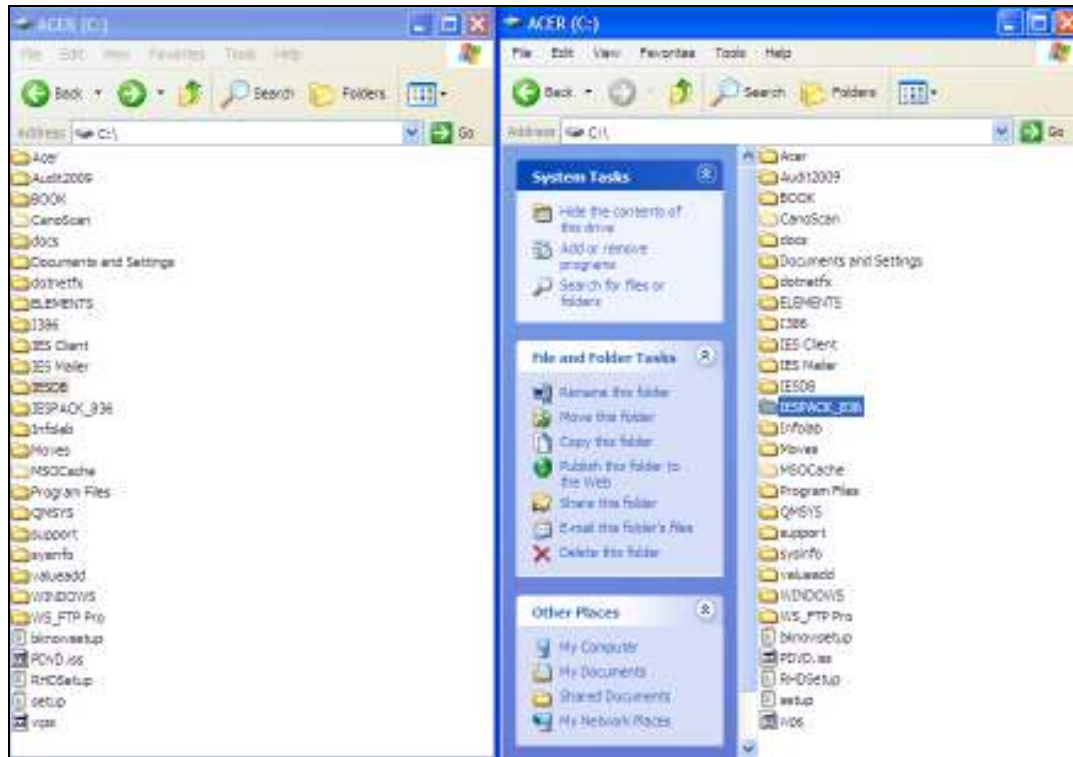 ACER (C:)
File Edit View Favorites Tools Help
Back Search Folders
Address C:\ Go
Acer
Audit2009
BOOK
CanoScan
docs
Documents and Settings
dotnetfx
ELEMENTS
I386
IES Client
IES Mailer
IESDB
IESPACK_836
Infolab
Moves
MSOCache
Program Files
QMSYS
support
sysinfo
valueadd
WINDOWS
WS_FTP Pro
bknowsetup
PDVD.iss
RHDSetup
setup
vqss
ACER (C:)
File Edit View Favorites Tools Help
Back Search Folders
Address C:\ Go
System Tasks
Hide the contents of
this drive
Add or remove
programs
Search for files or
folders
File and Folder Tasks
Rename this folder
Move this folder
Copy this folder
Publish this folder to
the Web
Share this folder
E-mail this folder's files
Delete this folder
Other Places
My Computer
My Documents
Shared Documents
My Network Places
Acer
Audit2009
BOOK
CanoScan
docs
Documents and Settings
dotnetfx
ELEMENTS
I386
IES Client
IES Mailer
IESDB
IESPACK_836
Infolab
Moves
MSOCache
Program Files
QMSYS
support
sysinfo
valueadd
WINDOWS
WS_FTP Pro
bknowsetup
PDVD.iss
RHDSetup
setup